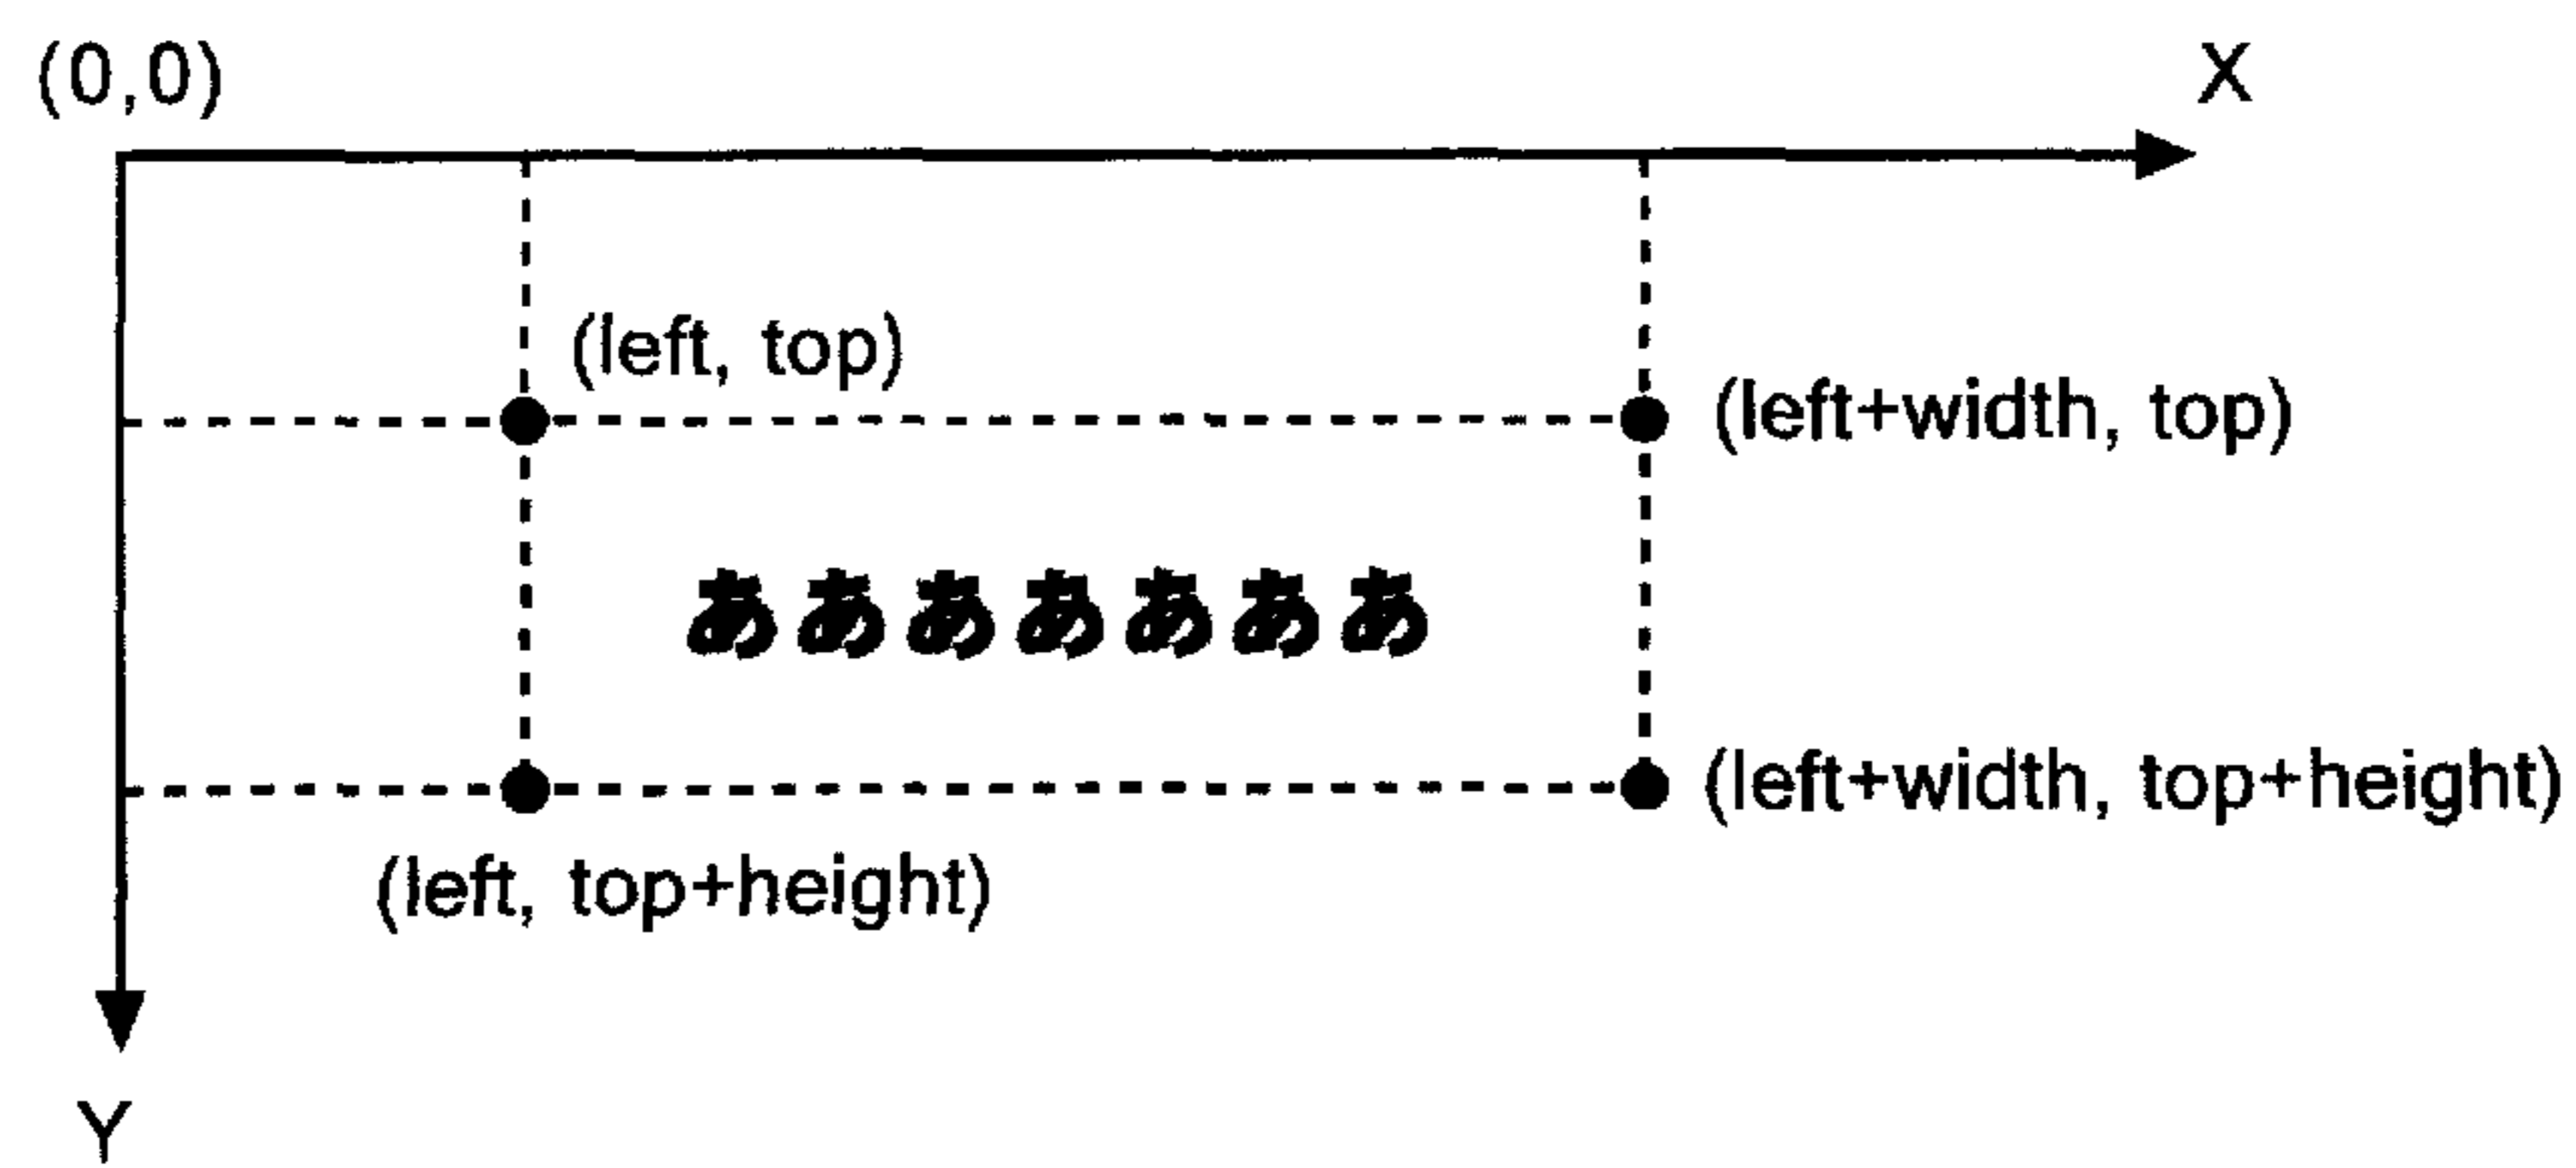 (0,0)
X
(left, top)
(left+width, top)
あああああああ
(left+width, top+height)
(left, top+height)
Y